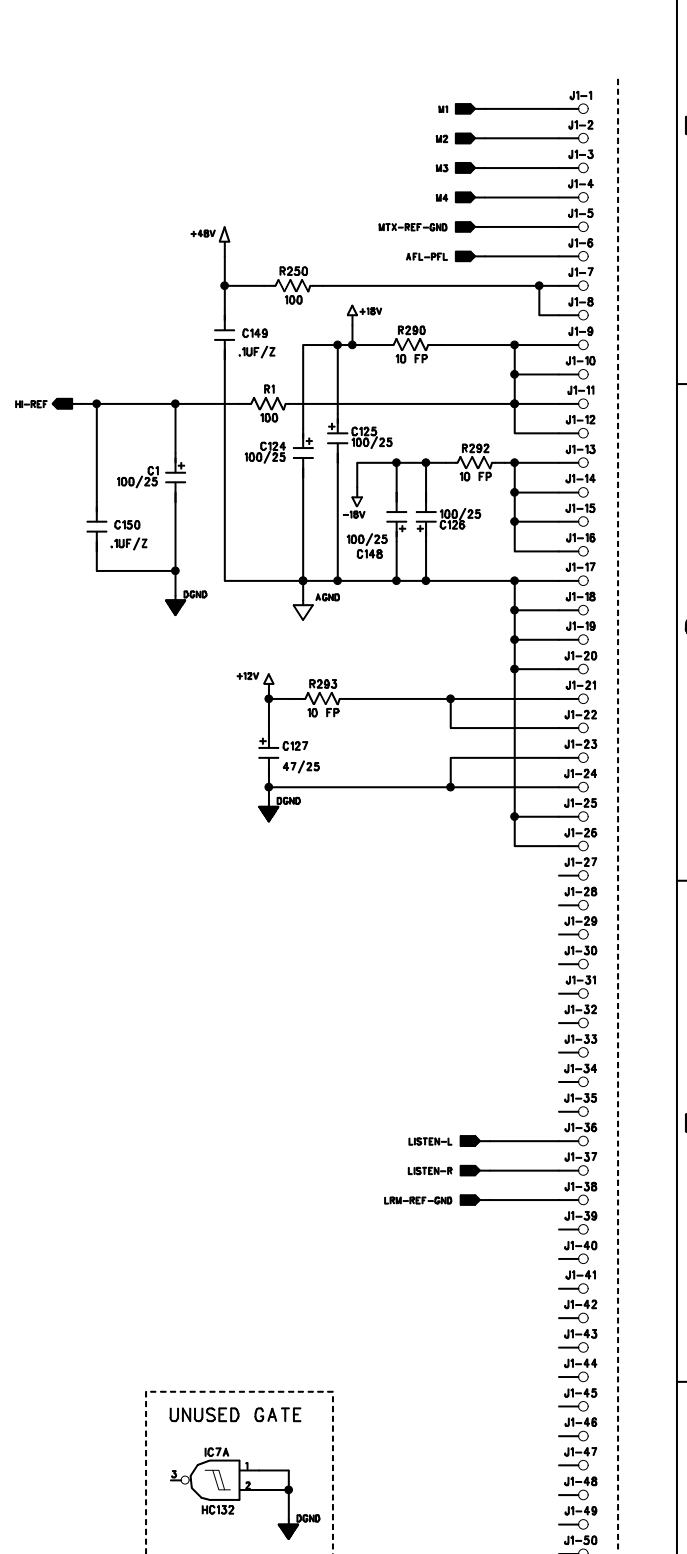 J1-1
M1
J1-2
M2
J1-3
M3
J1-4
M4
J1-5
MTX-REF-GND
J1-6
AFL-PFL
+48V
J1-7
R250
100
J1-8
+18V
J1-9
C149
.1UF/Z
R290
10 FP
J1-10
J1-11
HI-REF
R1
100
J1-12
+
C125
100/25
+
C124
100/25
J1-13
R292
10 FP
J1-14
C1
+
100/25
-18V
J1-15
100/25
C126
+
C150
.1UF/Z
100/25
+
C148
J1-16
J1-17
DGND
AGND
J1-18
J1-19
J1-20
+12V
R293
10 FP
J1-21
J1-22
+
C127
47/25
J1-23
J1-24
DGND
J1-25
J1-26
J1-27
J1-28
J1-29
J1-30
J1-31
J1-32
J1-33
J1-34
J1-35
J1-36
LISTEN-L
J1-37
LISTEN-R
J1-38
LRM-REF-GND
J1-39
J1-40
J1-41
J1-42
J1-43
J1-44
J1-45
J1-46
J1-47
J1-48
J1-49
J1-50
UNUSED GATE
IC7A
3
1
2
HC132
DGND